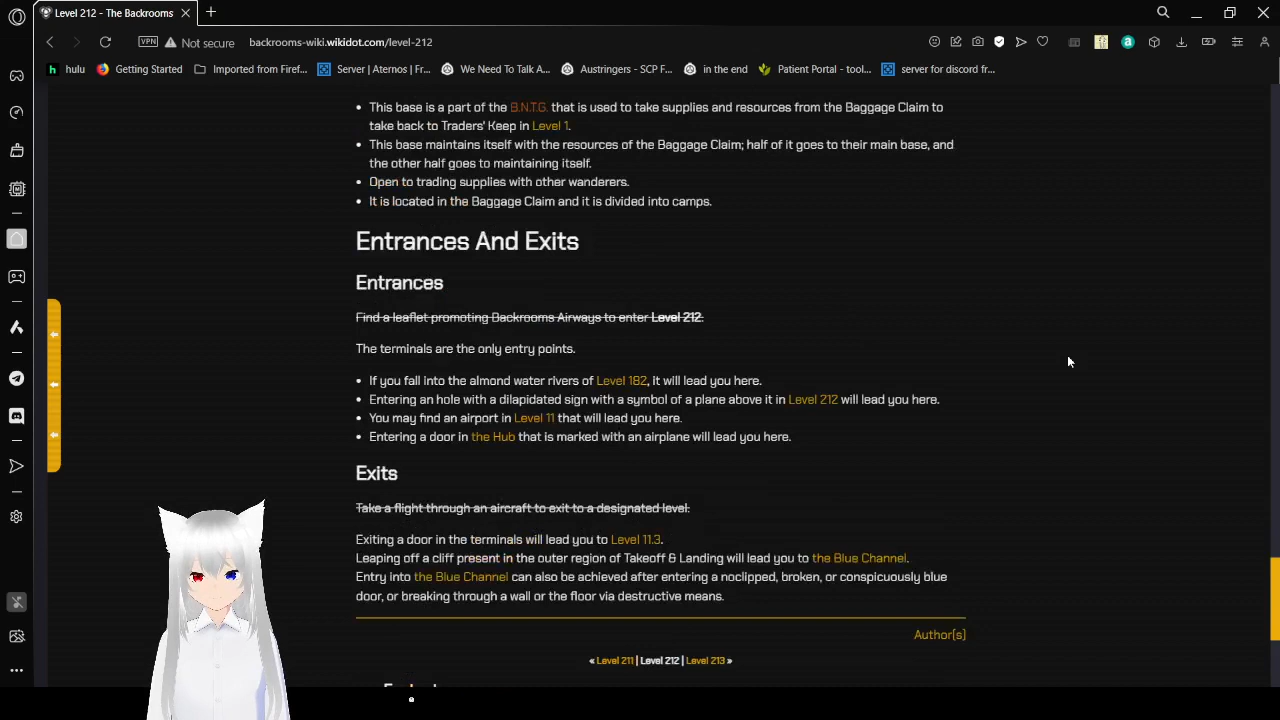 Level 212 - The Backrooms
VPN
Not secure
backrooms-wiki.wikidot.com/level-212
hulu
Getting Started
Imported from Firef...
Server | Aternos | Fr...
We Need To Talk A...
Austringers - SCP F...
in the end
Patient Portal - tool...
server for discord fr...
• This base is a part of the B.N.T.G. that is used to take supplies and resources from the Baggage Claim to
take back to Traders' Keep in Level 1.
• This base maintains itself with the resources of the Baggage Claim; half of it goes to their main base, and
the other half goes to maintaining itself.
• Open to trading supplies with other wanderers.
• It is located in the Baggage Claim and it is divided into camps.
Entrances And Exits
Entrances
Find a leaflet promoting Backrooms Airways to enter Level 212.
The terminals are the only entry points.
• If you fall into the almond water rivers of Level 182, it will lead you here.
• Entering an hole with a dilapidated sign with a symbol of a plane above it in Level 212 will lead you here.
• You may find an airport in Level 11 that will lead you here.
• Entering a door in the Hub that is marked with an airplane will lead you here.
Exits
Take a flight through an aircraft to exit to a designated level.
Exiting a door in the terminals will lead you to Level 11.3.
Leaping off a cliff present in the outer region of Takeoff & Landing will lead you to the Blue Channel.
Entry into the Blue Channel can also be achieved after entering a noclipped, broken, or conspicuously blue
door, or breaking through a wall or the floor via destructive means.
Author[s]
« Level 211 | Level 212 | Level 213 »